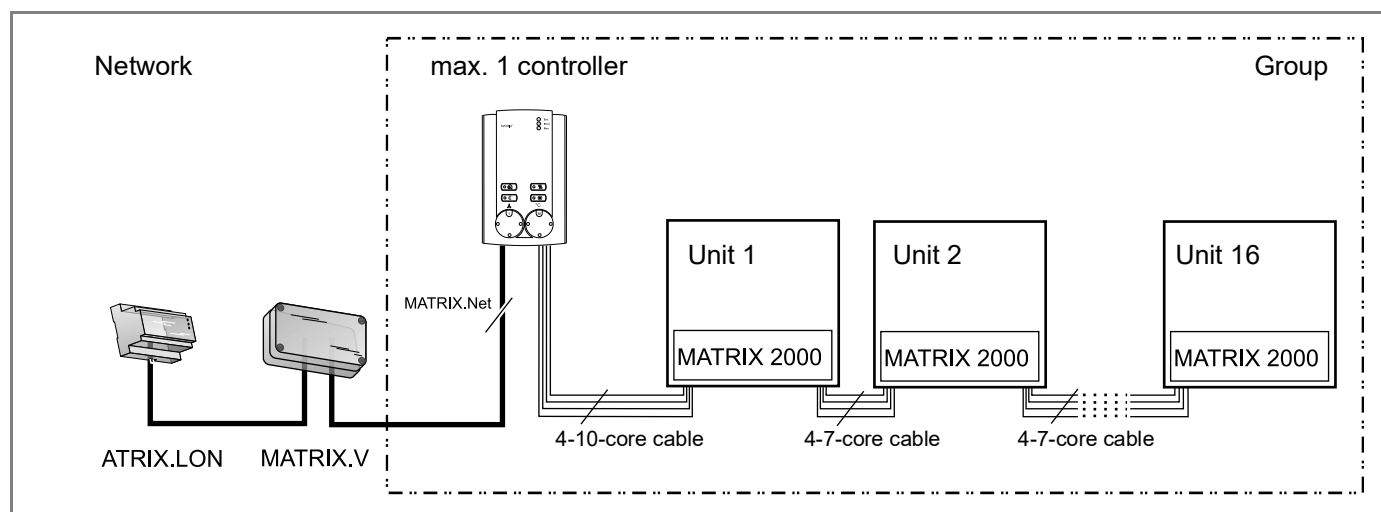 Network
max. 1 controller
Group
Unit 1
Unit 2
Unit 16
MATRIX.Net
MATRIX 2000
MATRIX 2000
MATRIX 2000
4-10-core cable
4-7-core cable
4-7-core cable
ATRIX.LON
MATRIX.V